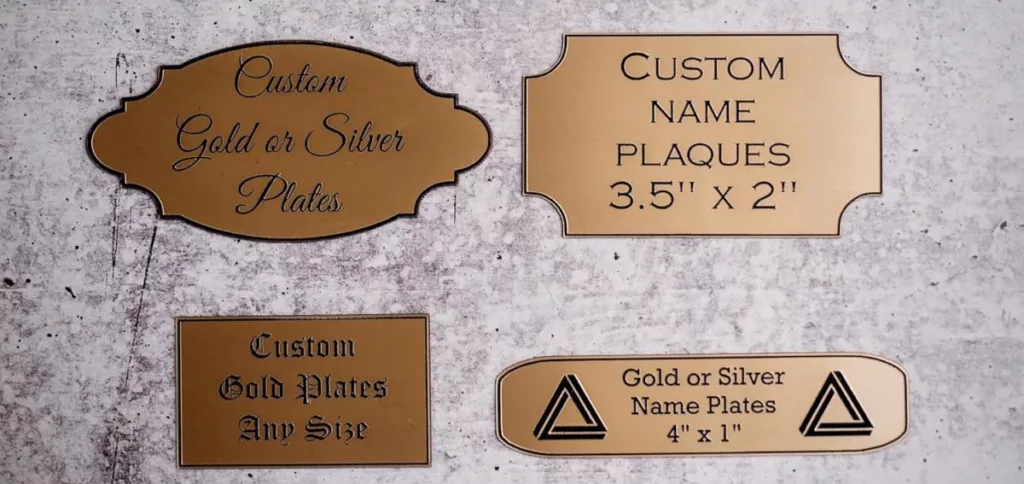 Custom
Gold or Silver
Plates
CUSTOM
NAME
PLAQUES
3.5" x 2"
Custom
Gold Plates
Any Size
Gold or Silver
Name Plates
4" x 1"